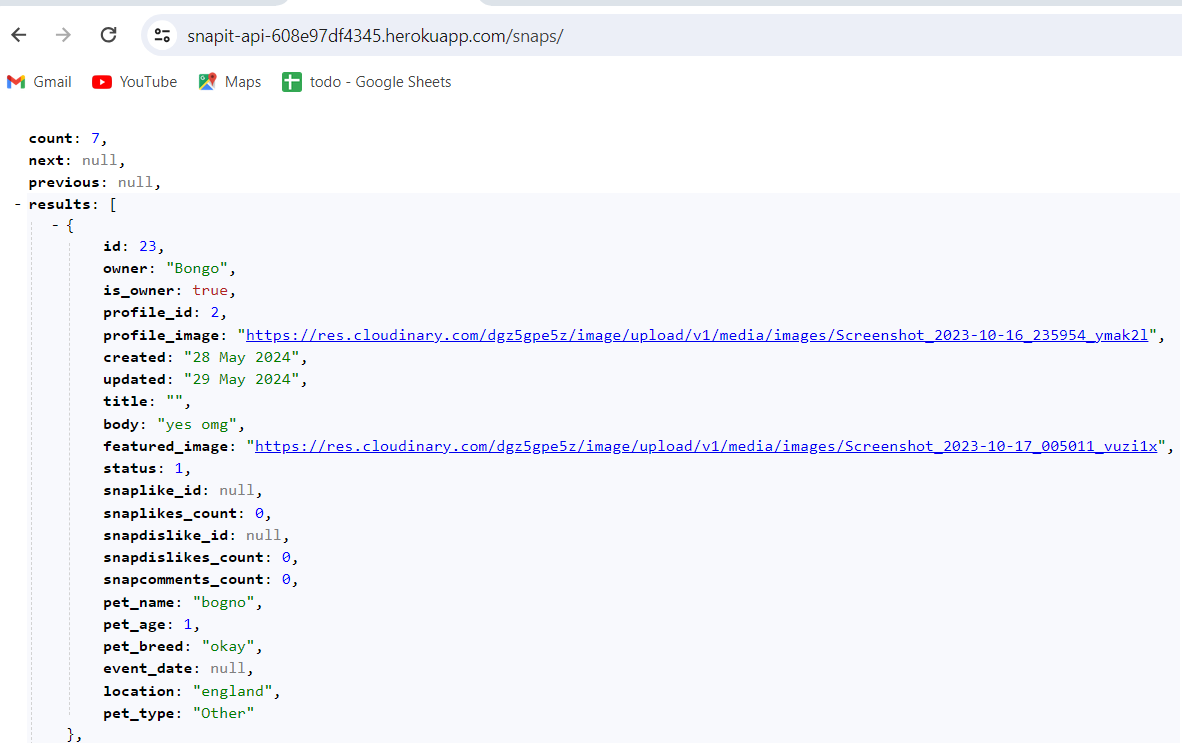 snapit-api-608e97df4345.herokuapp.com/snaps/
Gmail YouTube Maps todo - Google Sheets
count: 7,
next: null,
previous: null,
- results: [
- {
id: 23,
owner: "Bongo",
is_owner: true,
profile_id: 2,
profile_image: "https://res.cloudinary.com/dgz5gpe5z/image/upload/v1/media/images/Screenshot_2023-10-16_235954_ymak2l",
created: "28 May 2024",
updated: "29 May 2024",
title: "",
body: "yes omg",
featured_image: "https://res.cloudinary.com/dgz5gpe5z/image/upload/v1/media/images/Screenshot_2023-10-17_005011_vuzi1x",
status: 1,
snaplike_id: null,
snaplikes_count: 0,
snapdislike_id: null,
snapdislikes_count: 0,
snapcomments_count: 0,
pet_name: "bogno",
pet_age: 1,
pet_breed: "okay",
event_date: null,
location: "england",
pet_type: "Other"
},